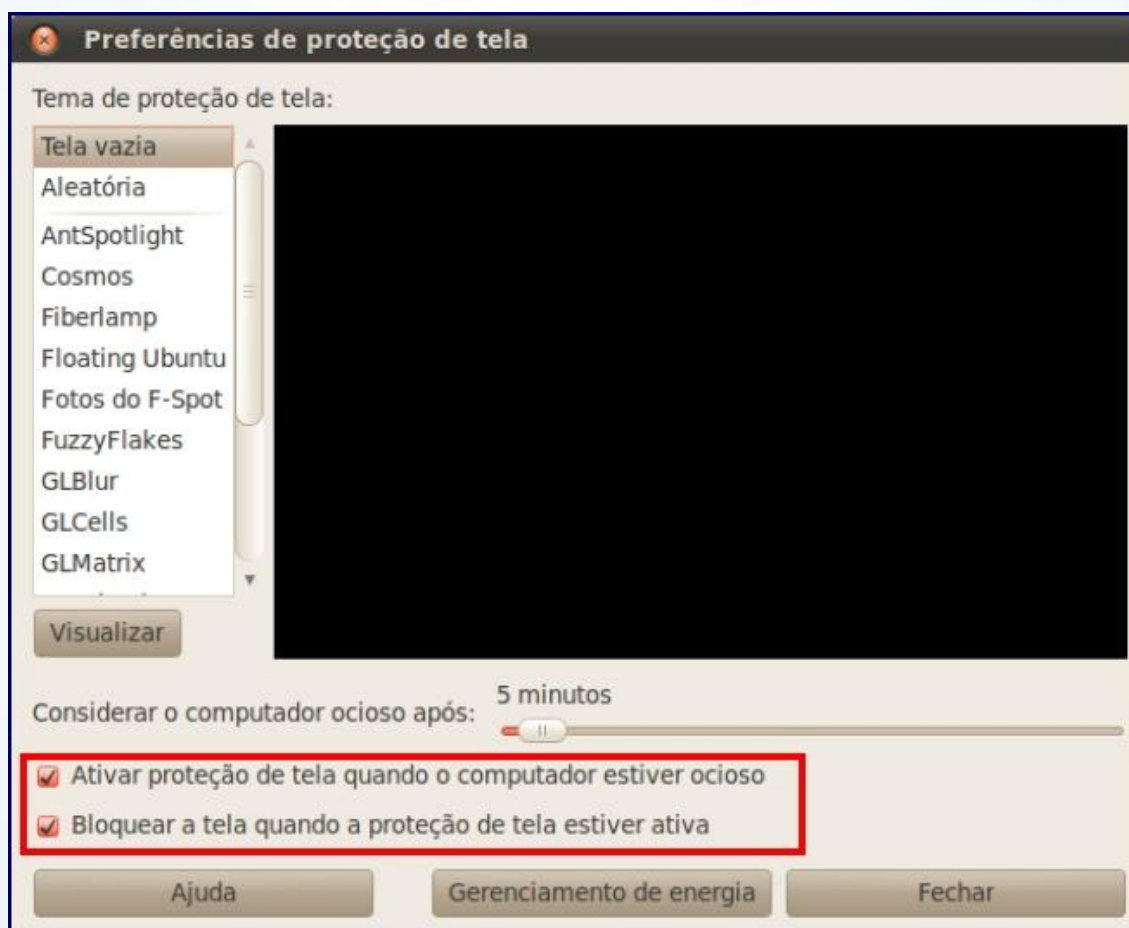 Preferências de proteção de tela
Tema de proteção de tela:
Tela vazia
Aleatória
AntSpotlight
Cosmos
Fiberlamp
Floating Ubuntu
Fotos do F-Spot
FuzzyFlakes
GLBlur
GLCells
GLMatrix
Visualizar
5 minutos
Considerar o computador ocioso após:
Ativar proteção de tela quando o computador estiver ocioso
Bloquear a tela quando a proteção de tela estiver ativa
Ajuda Gerenciamento de energia Fechar